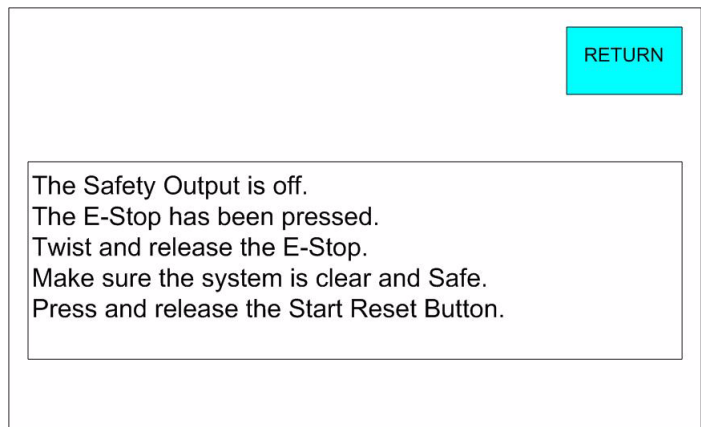 RETURN
The Safety Output is off.
The E-Stop has been pressed.
Twist and release the E-Stop.
Make sure the system is clear and Safe.
Press and release the Start Reset Button.